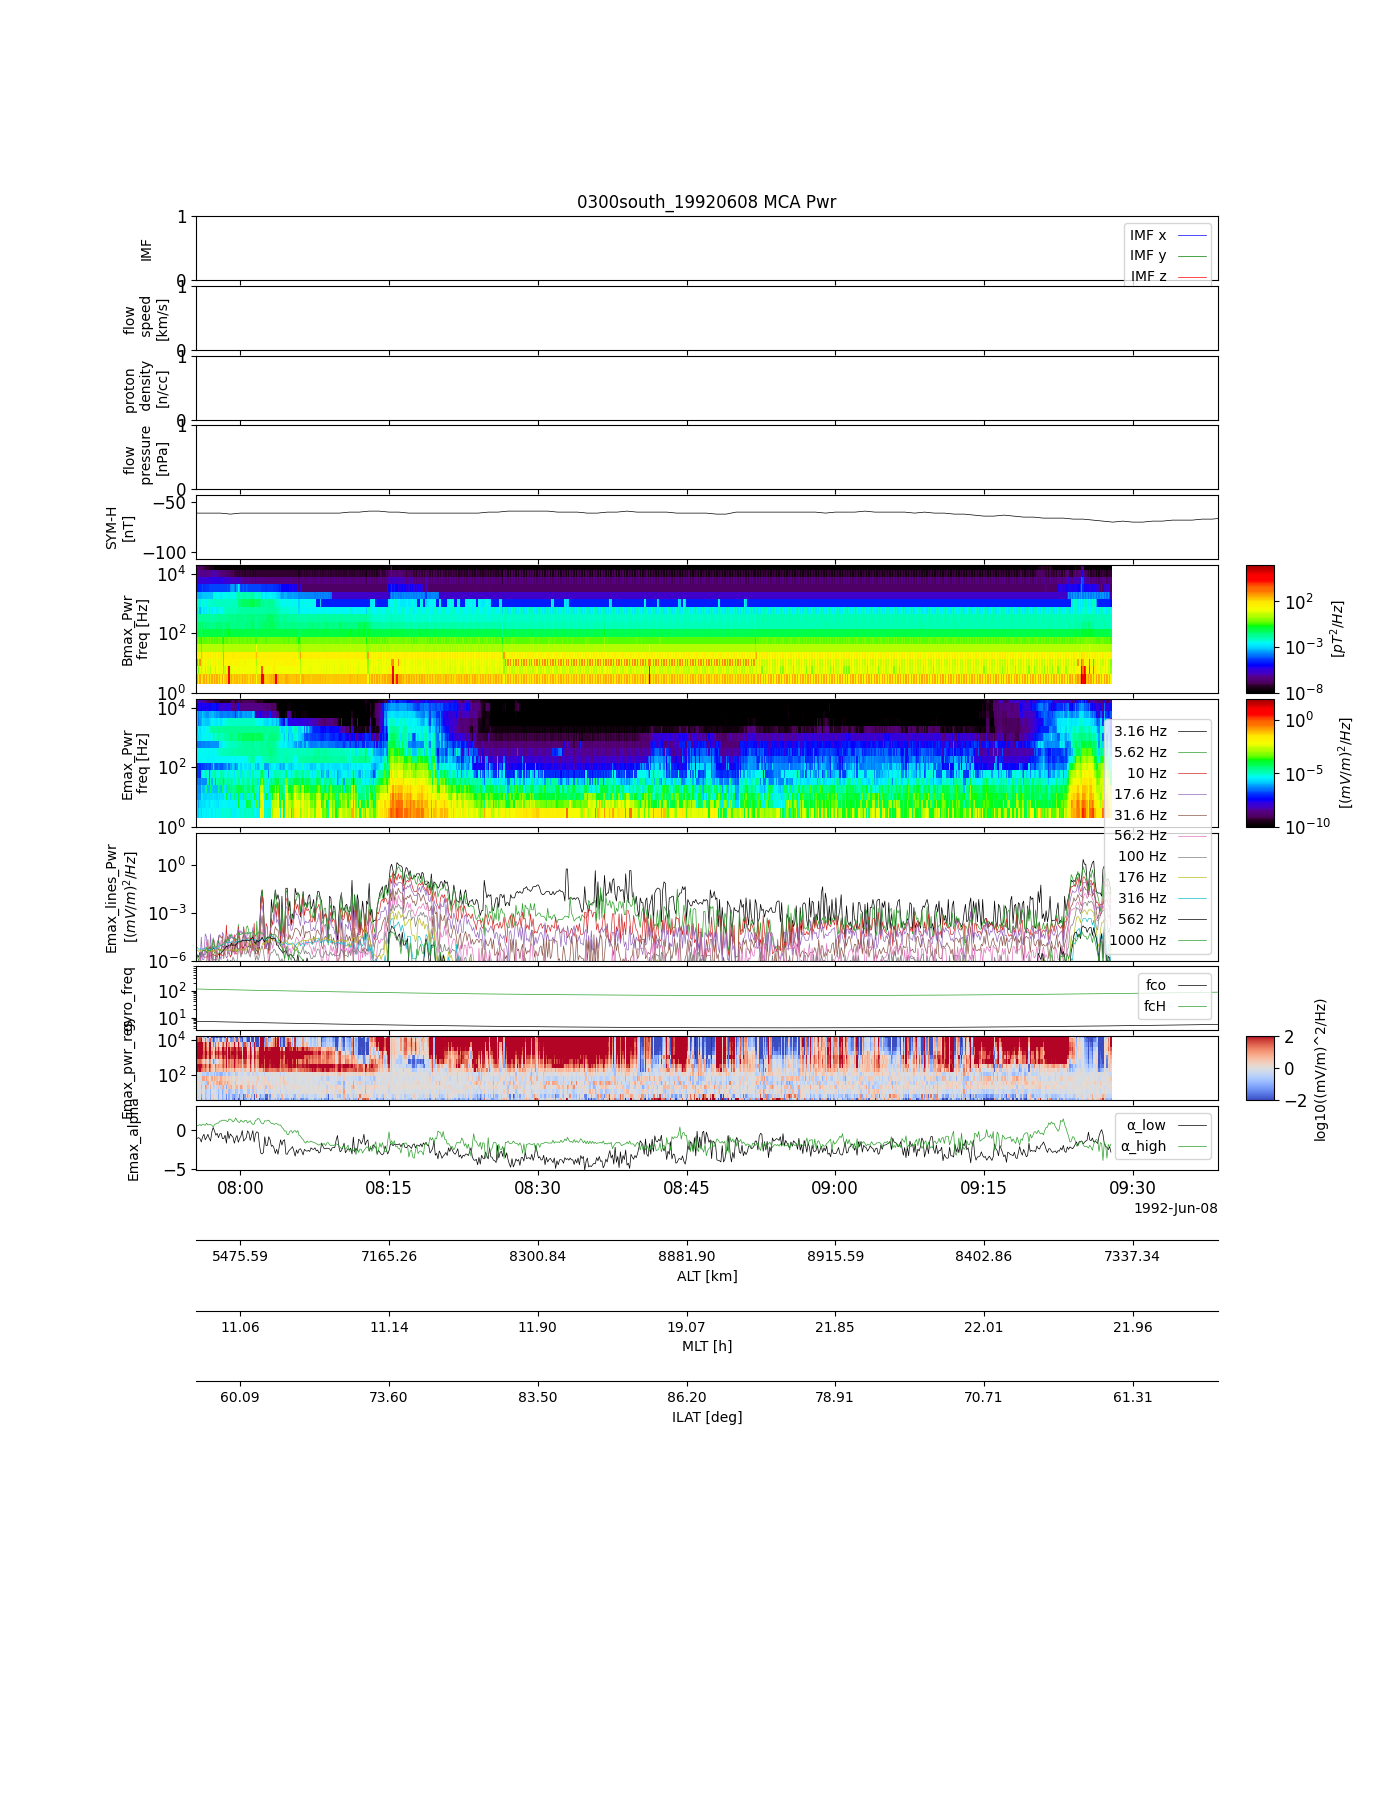 0300south_19920608 MCA Pwr
1
0
IMF
IMF x
IMF y
IMF z
1
0
flow
speed
[km/s]
1
0
proton
density
[n/cc]
1
0
flow
pressure
[nPa]
−50
−100
SYM-H
[nT]
10^4
10^2
10^0
Bmax_Pwr
freq [Hz]
10^2
10^−3
10^−8
[pT^2/Hz]
10^4
10^2
10^0
Emax_Pwr
freq [Hz]
10^0
10^−5
10^−10
[(mV/m)^2/Hz]
3.16 Hz
5.62 Hz
10 Hz
17.6 Hz
31.6 Hz
56.2 Hz
100 Hz
176 Hz
316 Hz
562 Hz
1000 Hz
10^0
10^−3
10^−6
Emax_lines_Pwr
[(mV/m)^2/Hz]
10^2
10^1
gyro_freq
fco
fcH
10^4
10^2
Emax_pwr_reg
2
0
−2
log10((mV/m)^2/Hz)
0
−5
Emax_alpha
α_low
α_high
08:00 08:15 08:30 08:45 09:00 09:15 09:30
1992-Jun-08
5475.59 7165.26 8300.84 8881.90 8915.59 8402.86 7337.34
ALT [km]
11.06 11.14 11.90 19.07 21.85 22.01 21.96
MLT [h]
60.09 73.60 83.50 86.20 78.91 70.71 61.31
ILAT [deg]